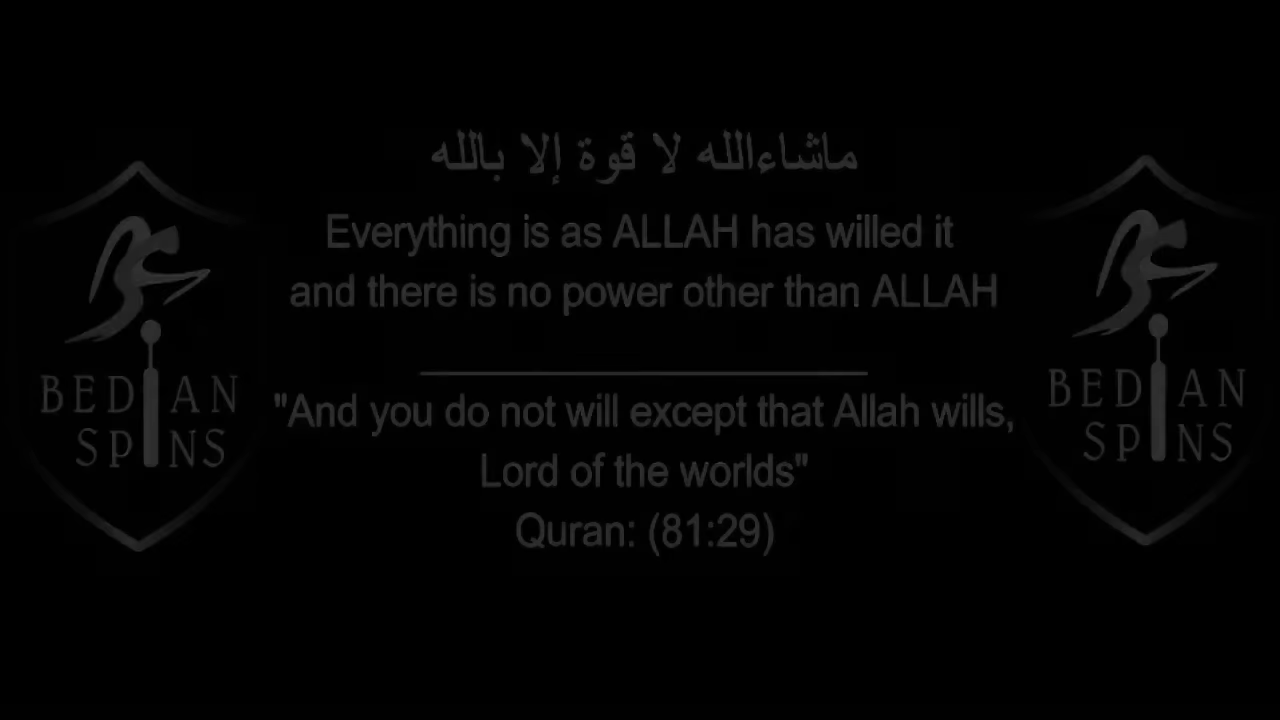 ماشاءالله لا قوة إلا بالله
Everything is as ALLAH has willed it
and there is no power other than ALLAH
"And you do not will except that Allah wills,
Lord of the worlds"
Quran: (81:29)
BEDIAN
SPINS
BEDIAN
SPINS